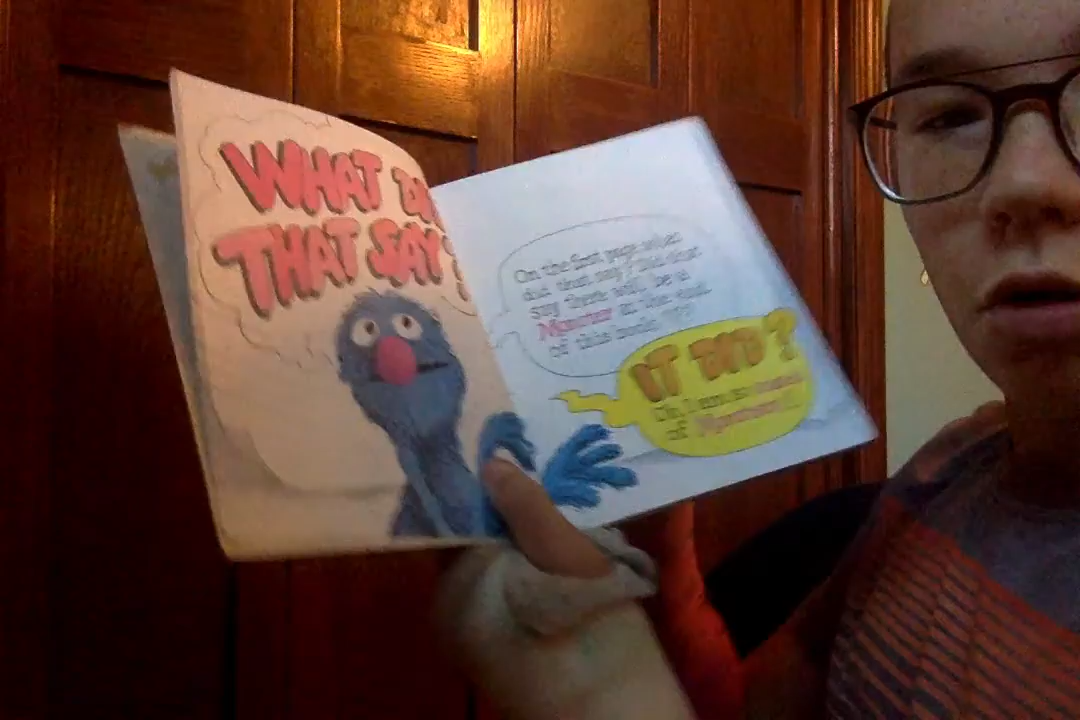 WHAT DI
THAT SAY?
On the first page, what
did that say? Did that
say there will be a
Monster at the end
of this book???
IT DID?
Oh, I am so scared
of Monsters!